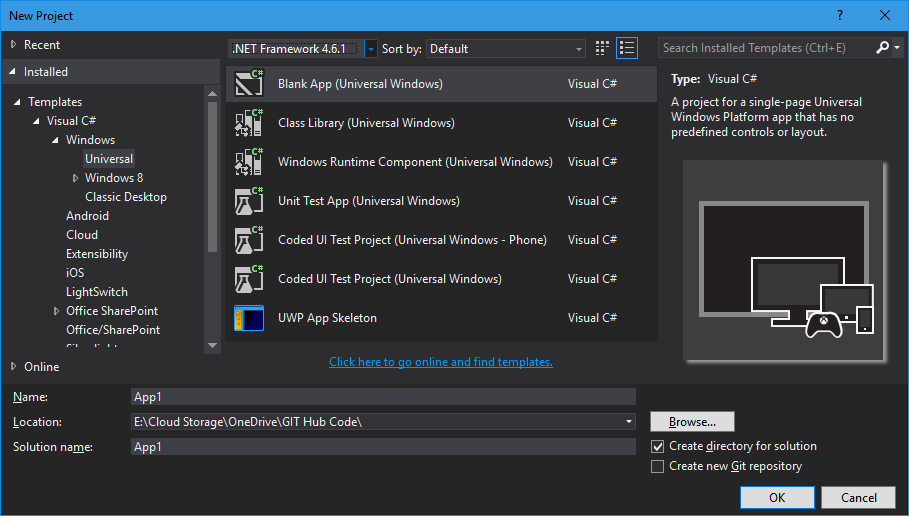 New Project
?
Recent
.NET Framework 4.6.1
Sort by:
Default
Search Installed Templates (Ctrl+E)
Installed
Templates
Visual C#
Windows
Universal
Windows 8
Classic Desktop
Android
Cloud
Extensibility
iOS
LightSwitch
Office SharePoint
Office/SharePoint
Online
C#
Blank App (Universal Windows)
Visual C#
C#
Class Library (Universal Windows)
Visual C#
C#
Windows Runtime Component (Universal Windows)
Visual C#
C#
Unit Test App (Universal Windows)
Visual C#
C#
Coded UI Test Project (Universal Windows - Phone)
Visual C#
C#
Coded UI Test Project (Universal Windows)
Visual C#
UWP App Skeleton
Visual C#
Click here to go online and find templates.
Type: Visual C#
A project for a single-page Universal
Windows Platform app that has no
predefined controls or layout.
Name:
App1
Location:
E:\Cloud Storage\OneDrive\GIT Hub Code\
Browse...
Solution name:
App1
Create directory for solution
Create new Git repository
OK
Cancel